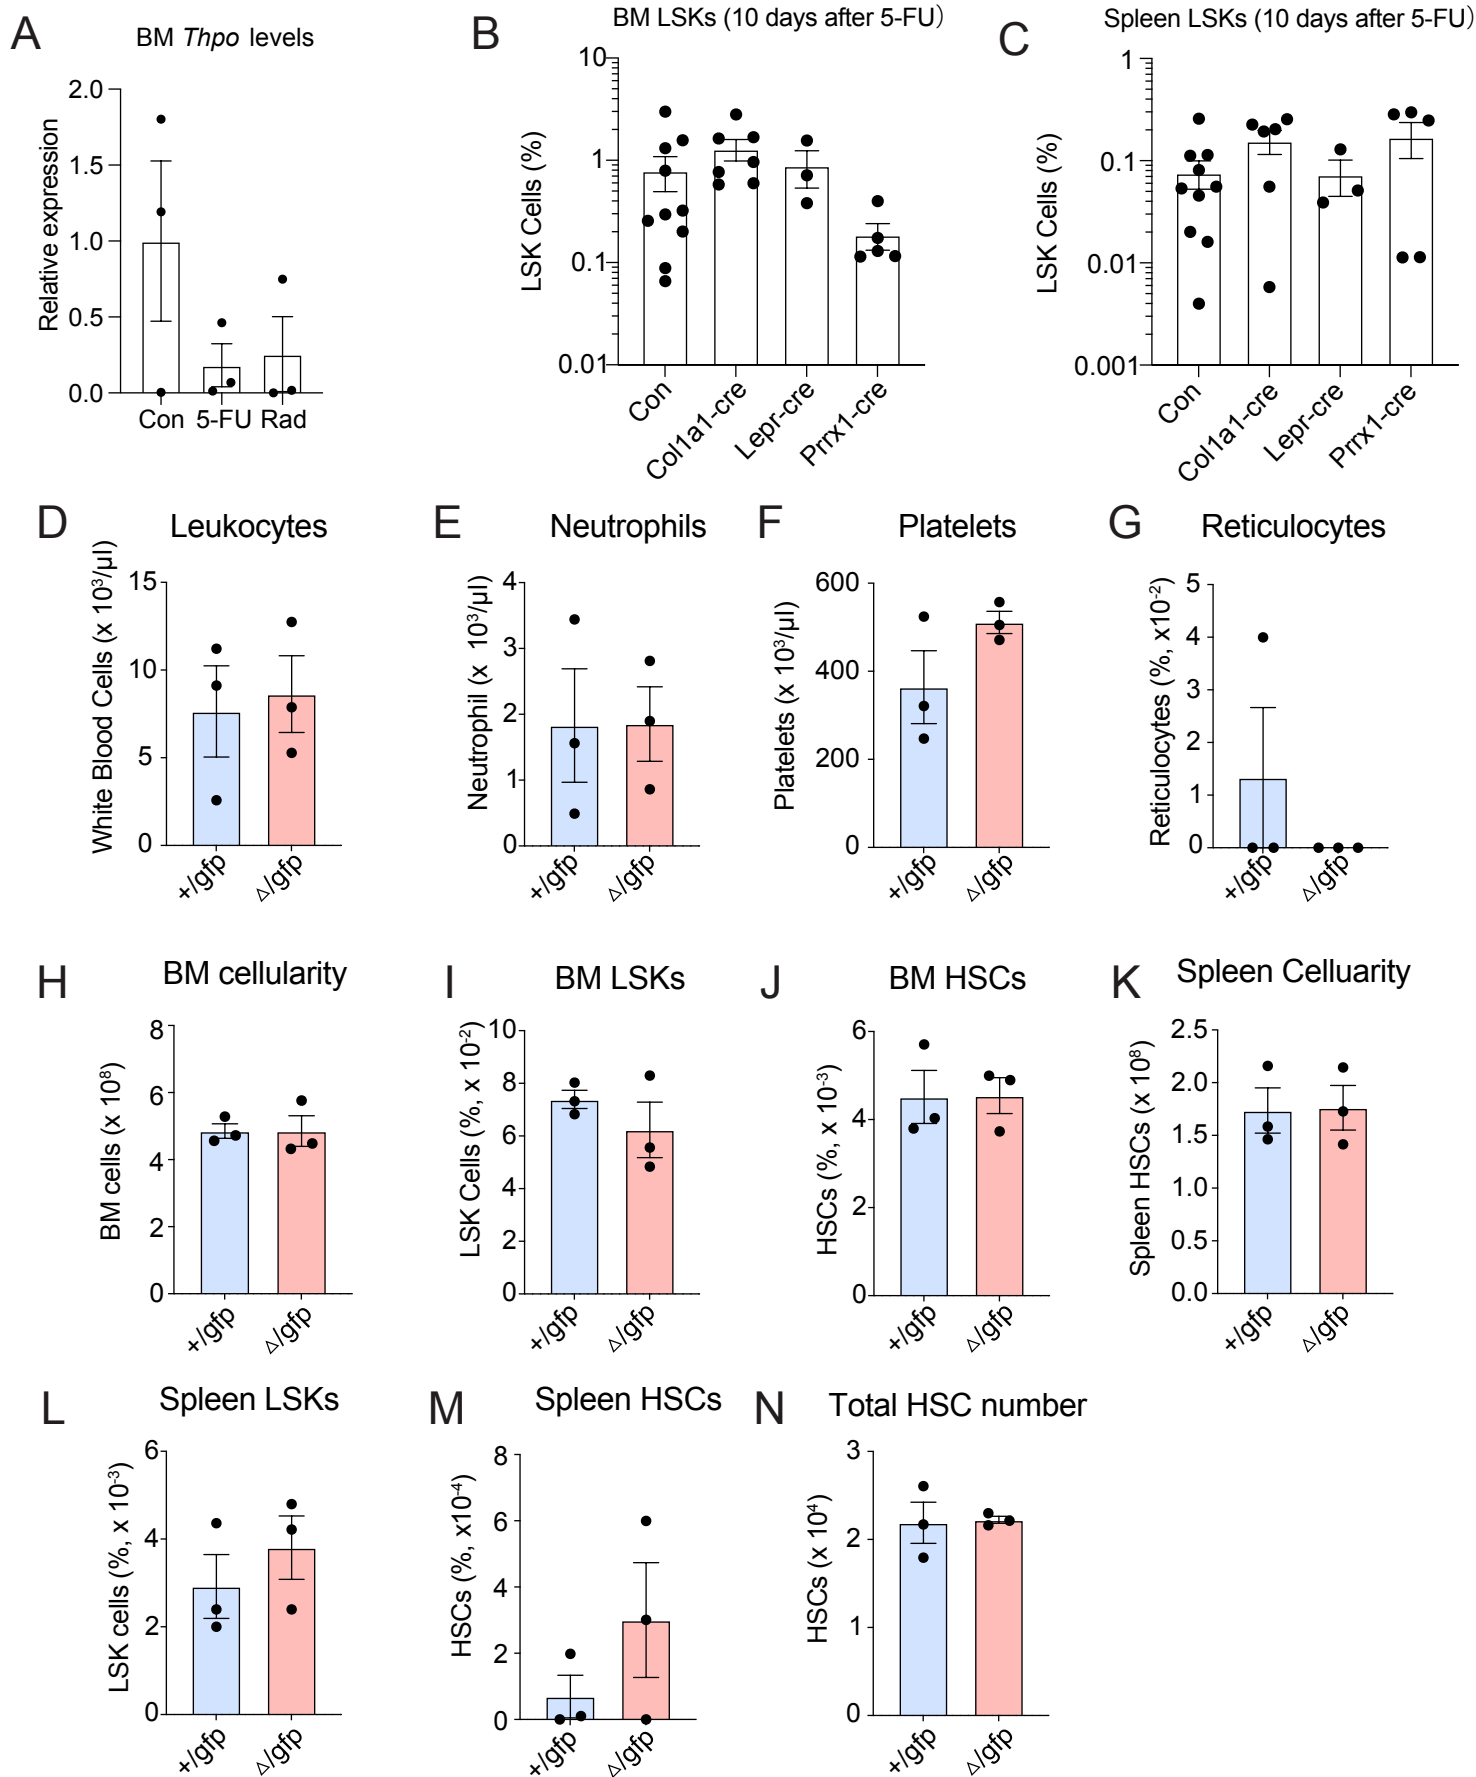 A
BM Thpo levels
Relative expression
2.0
1.5
1.0
0.5
0.0
Con 5-FU Rad
B
BM LSKs (10 days after 5-FU)
LSK Cells (%)
10
1
0.1
0.01
Con
Col1a1-cre
Lepr-cre
Prrx1-cre
C
Spleen LSKs (10 days after 5-FU)
LSK Cells (%)
1
0.1
0.01
0.001
Con
Col1a1-cre
Lepr-cre
Prrx1-cre
D
Leukocytes
White Blood Cells (x 10³/μl)
15
10
5
0
+/gfp
△/gfp
E
Neutrophils
Neutrophil (x 10³/μl)
4
3
2
1
0
+/gfp
△/gfp
F
Platelets
Platelets (x 10³/μl)
600
400
200
0
+/gfp
△/gfp
G
Reticulocytes
Reticulocytes (%, x10⁻²)
5
4
3
2
1
0
+/gfp
△/gfp
H
BM cellularity
BM cells (x 10⁸)
8
6
4
2
0
+/gfp
△/gfp
I
BM LSKs
LSK Cells (%, x 10⁻²)
10
8
6
4
2
0
+/gfp
△/gfp
J
BM HSCs
HSCs (%, x 10⁻³)
6
4
2
0
+/gfp
△/gfp
K
Spleen Celluarity
Spleen HSCs (x 10⁸)
2.5
2.0
1.5
1.0
0.5
0.0
+/gfp
△/gfp
L
Spleen LSKs
LSK cells (%, x 10⁻³)
6
4
2
0
+/gfp
△/gfp
M
Spleen HSCs
HSCs (%, x10⁻⁴)
8
6
4
2
0
+/gfp
△/gfp
N
Total HSC number
HSCs (x 10⁴)
3
2
1
0
+/gfp
△/gfp